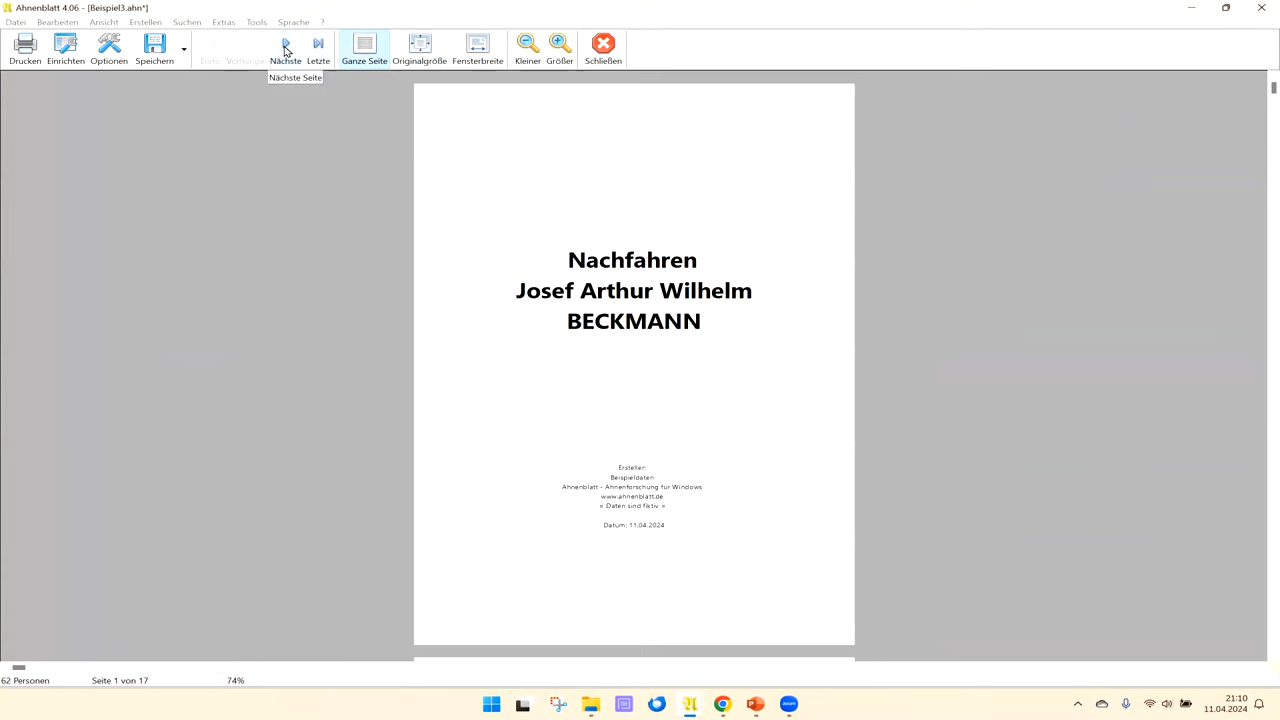 Ahnenblatt 4.06 - [Beispiel3.ahn*]
Datei Bearbeiten Ansicht Erstellen Suchen Extras Tools Sprache ?
Drucken Einrichten Optionen Speichern Erste Vorherige Nächste Letzte Ganze Seite Originalgröße Fensterbreite Kleiner Größer Schließen
Nächste Seite
Nachfahren
Josef Arthur Wilhelm
BECKMANN
Ersteller:
Beispieldaten
Ahnenblatt - Ahnenforschung für Windows
www.ahnenblatt.de
= Daten sind fiktiv =
Datum: 11.04.2024
62 Personen Seite 1 von 17 74%
zoom
21:10
11.04.2024